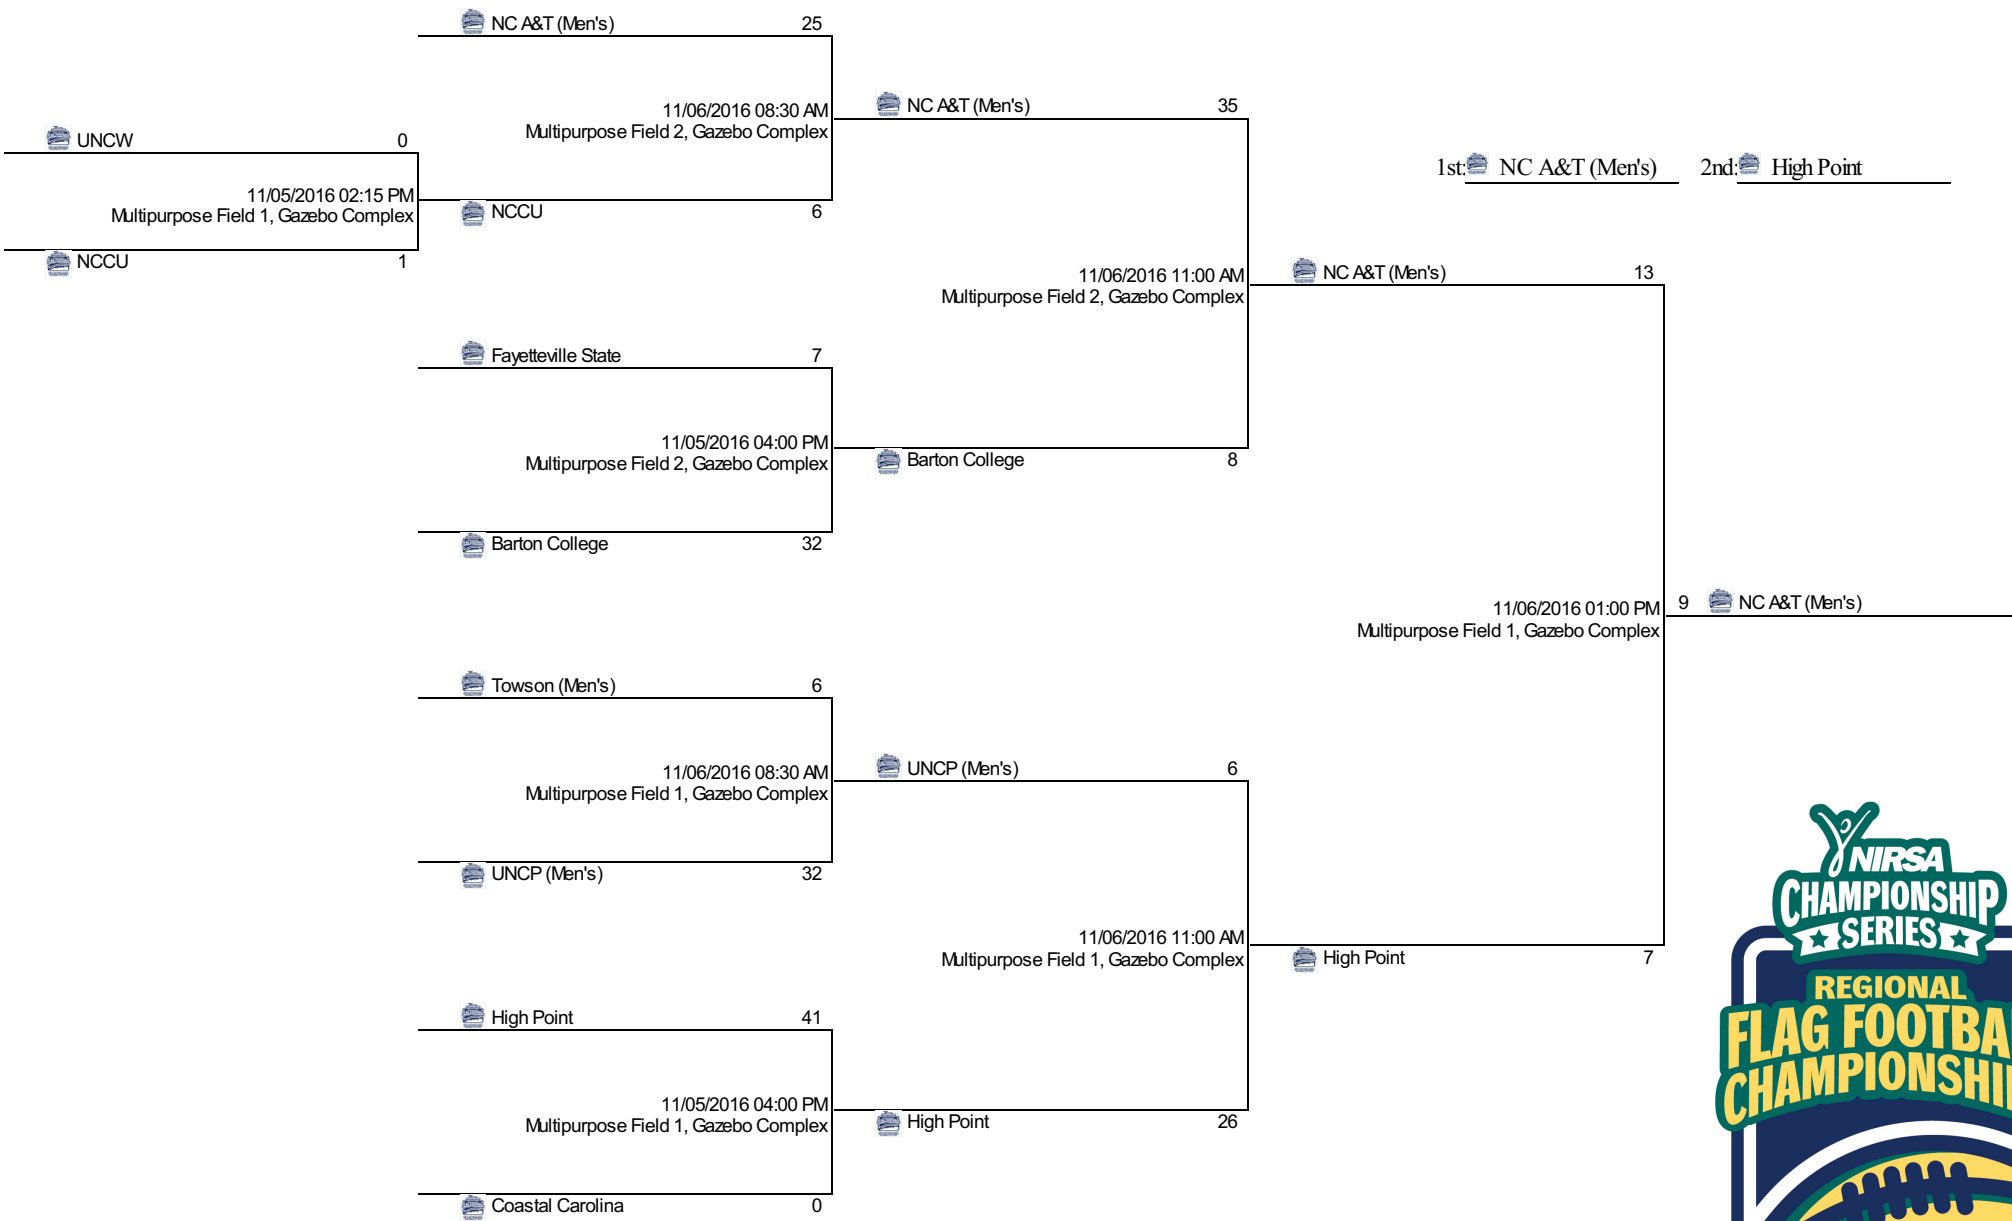 NC A&T (Men's) 25
11/06/2016 08:30 AM
Multipurpose Field 2, Gazebo Complex
NC A&T (Men's) 35
UNCW 0
1st: NC A&T (Men's) 2nd: High Point
11/05/2016 02:15 PM
Multipurpose Field 1, Gazebo Complex
NCCU 6
NCCU 1
11/06/2016 11:00 AM
Multipurpose Field 2, Gazebo Complex
NC A&T (Men's) 13
Fayetteville State 7
11/05/2016 04:00 PM
Multipurpose Field 2, Gazebo Complex
Barton College 8
Barton College 32
11/06/2016 01:00 PM
Multipurpose Field 1, Gazebo Complex
9 NC A&T (Men's)
Towson (Men's) 6
11/06/2016 08:30 AM
Multipurpose Field 1, Gazebo Complex
UNCP (Men's) 6
UNCP (Men's) 32
11/06/2016 11:00 AM
Multipurpose Field 1, Gazebo Complex
High Point 7
High Point 41
11/05/2016 04:00 PM
Multipurpose Field 1, Gazebo Complex
High Point 26
Coastal Carolina 0
NIRSA
CHAMPIONSHIP
SERIES
REGIONAL
FLAG FOOTBA
CHAMPIONSHI